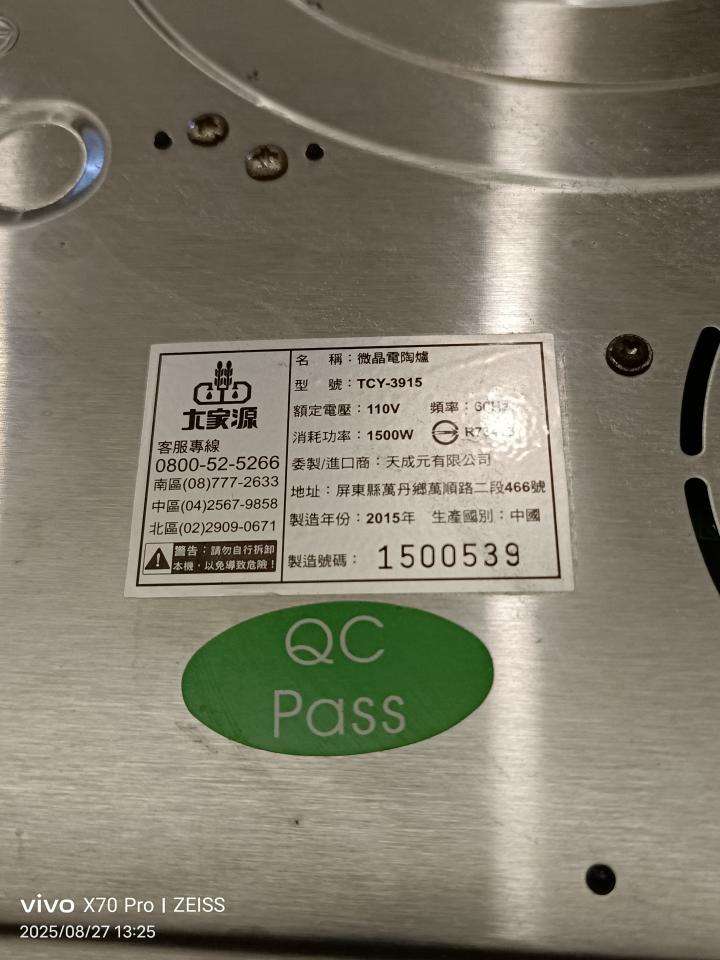 大家源
客服專線
0800-52-5266
南區(08)777-2633
中區(04)2567-9858
北區(02)2909-0671
警告：請勿自行拆卸
本機，以免導致危險！
名 稱：微晶電陶爐
型 號：TCY-3915
額定電壓：110V 頻率：60Hz
消耗功率：1500W
委製/進口商：天成元有限公司
地址：屏東縣萬丹鄉萬順路二段466號
製造年份：2015年 生產國別：中國
製造號碼：1500539
QC
Pass
vivo X70 Pro | ZEISS
2025/08/27 13:25